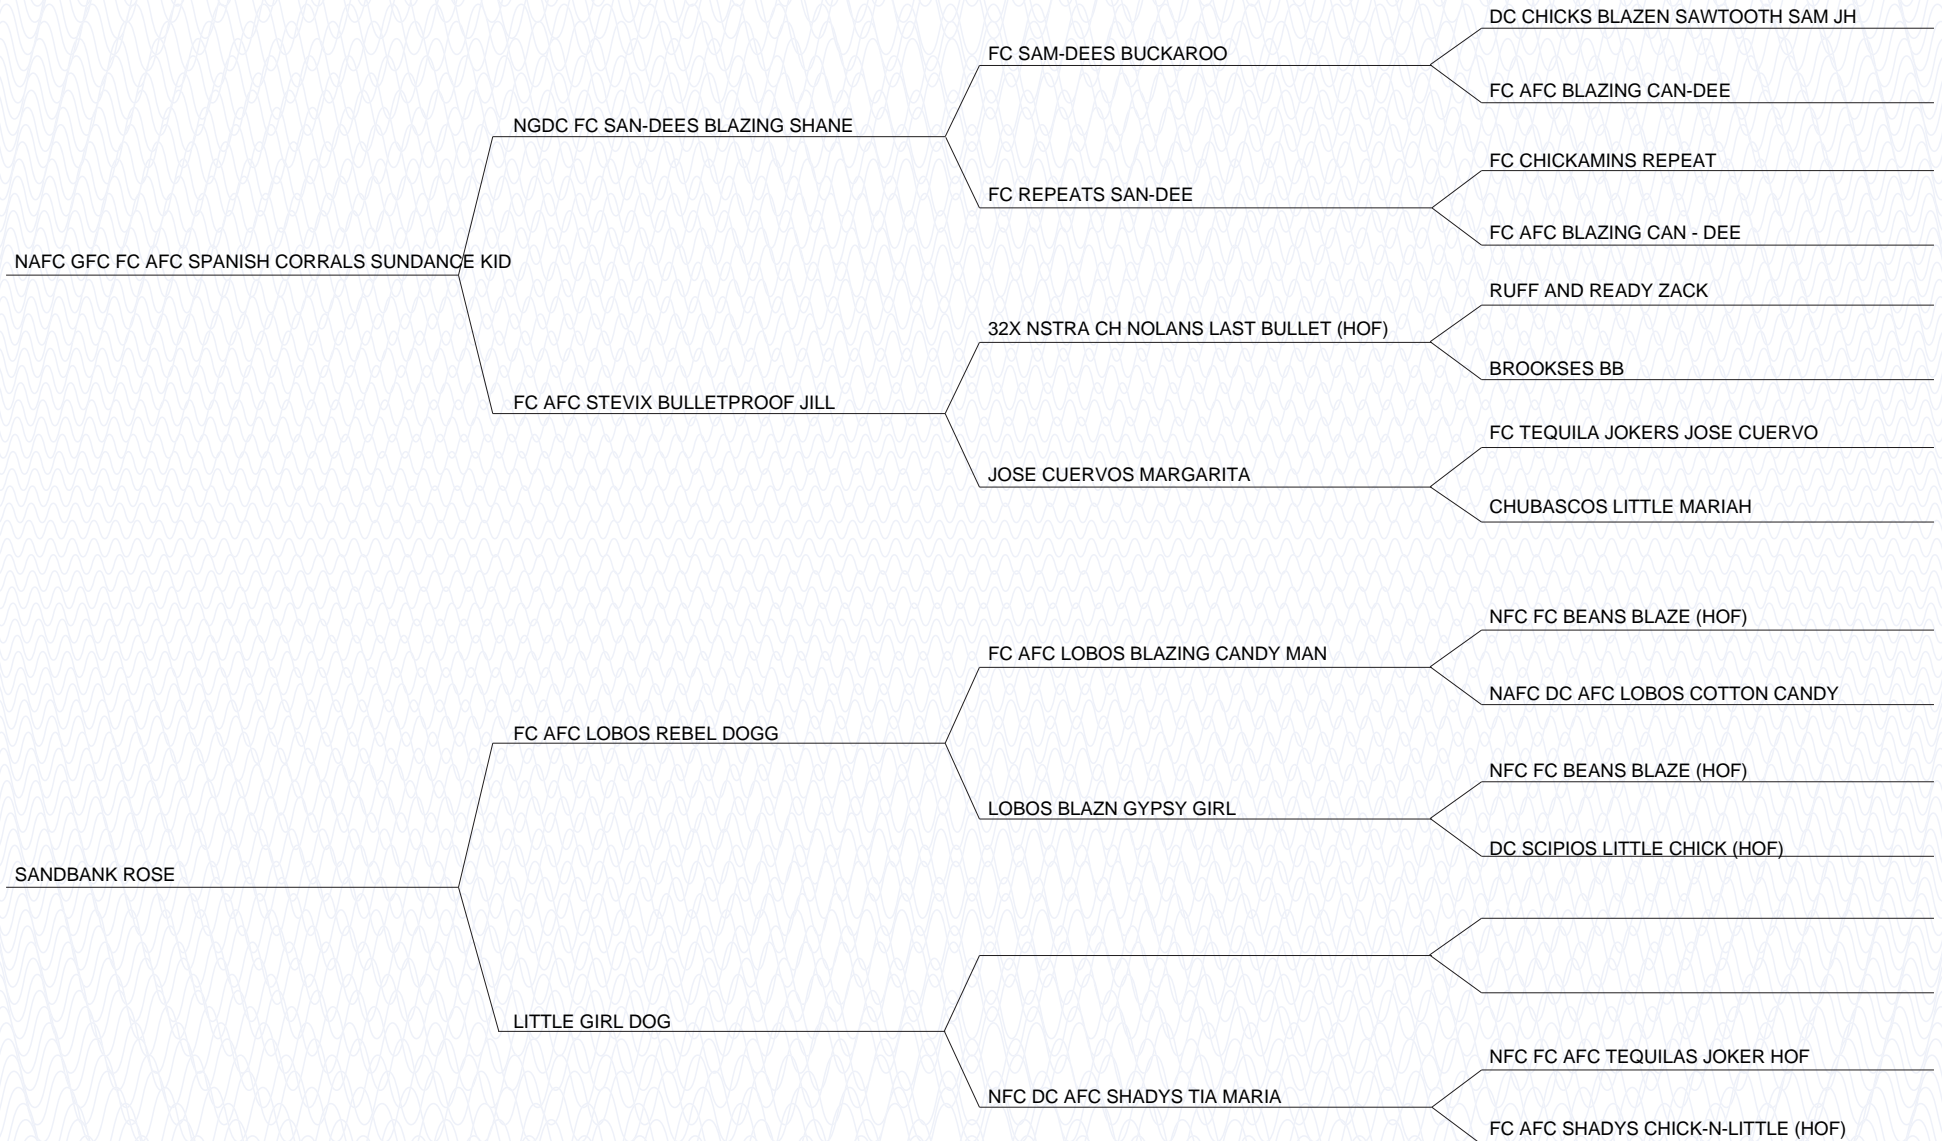 DC CHICKS BLAZEN SAWTOOTH SAM JH
FC SAM-DEES BUCKAROO
FC AFC BLAZING CAN-DEE
NGDC FC SAN-DEES BLAZING SHANE
FC CHICKAMINS REPEAT
FC REPEATS SAN-DEE
FC AFC BLAZING CAN - DEE
NAFC GFC FC AFC SPANISH CORRALS SUNDANCE KID
RUFF AND READY ZACK
32X NSTRA CH NOLANS LAST BULLET (HOF)
BROOKSES BB
FC AFC STEVIX BULLETPROOF JILL
FC TEQUILA JOKERS JOSE CUERVO
JOSE CUERVOS MARGARITA
CHUBASCOS LITTLE MARIAH
NFC FC BEANS BLAZE (HOF)
FC AFC LOBOS BLAZING CANDY MAN
NAFC DC AFC LOBOS COTTON CANDY
FC AFC LOBOS REBEL DOGG
NFC FC BEANS BLAZE (HOF)
LOBOS BLAZN GYPSY GIRL
DC SCIPIOS LITTLE CHICK (HOF)
SANDBANK ROSE
LITTLE GIRL DOG
NFC FC AFC TEQUILAS JOKER HOF
NFC DC AFC SHADYS TIA MARIA
FC AFC SHADYS CHICK-N-LITTLE (HOF)